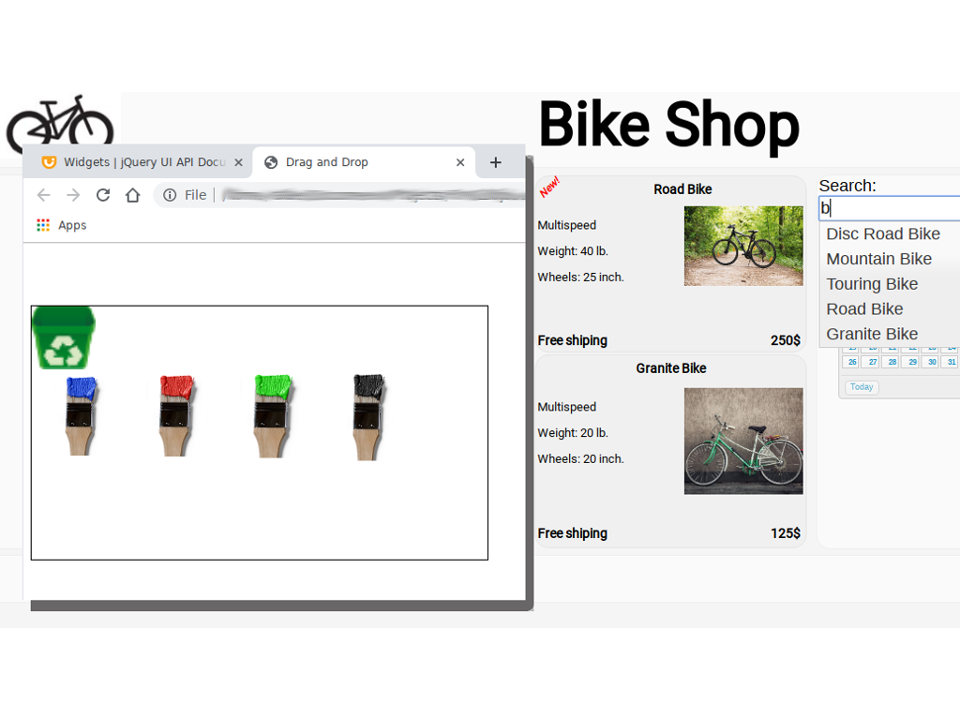 Bike Shop
Widgets | jQuery UI API Docu
Drag and Drop
File
Apps
New!
Road Bike
Multispeed
Weight: 40 lb.
Wheels: 25 inch.
Free shiping 250$
Granite Bike
Multispeed
Weight: 20 lb.
Wheels: 20 inch.
Free shiping 125$
Search:
b
Disc Road Bike
Mountain Bike
Touring Bike
Road Bike
Granite Bike
26 27 28 29 30 31
Today